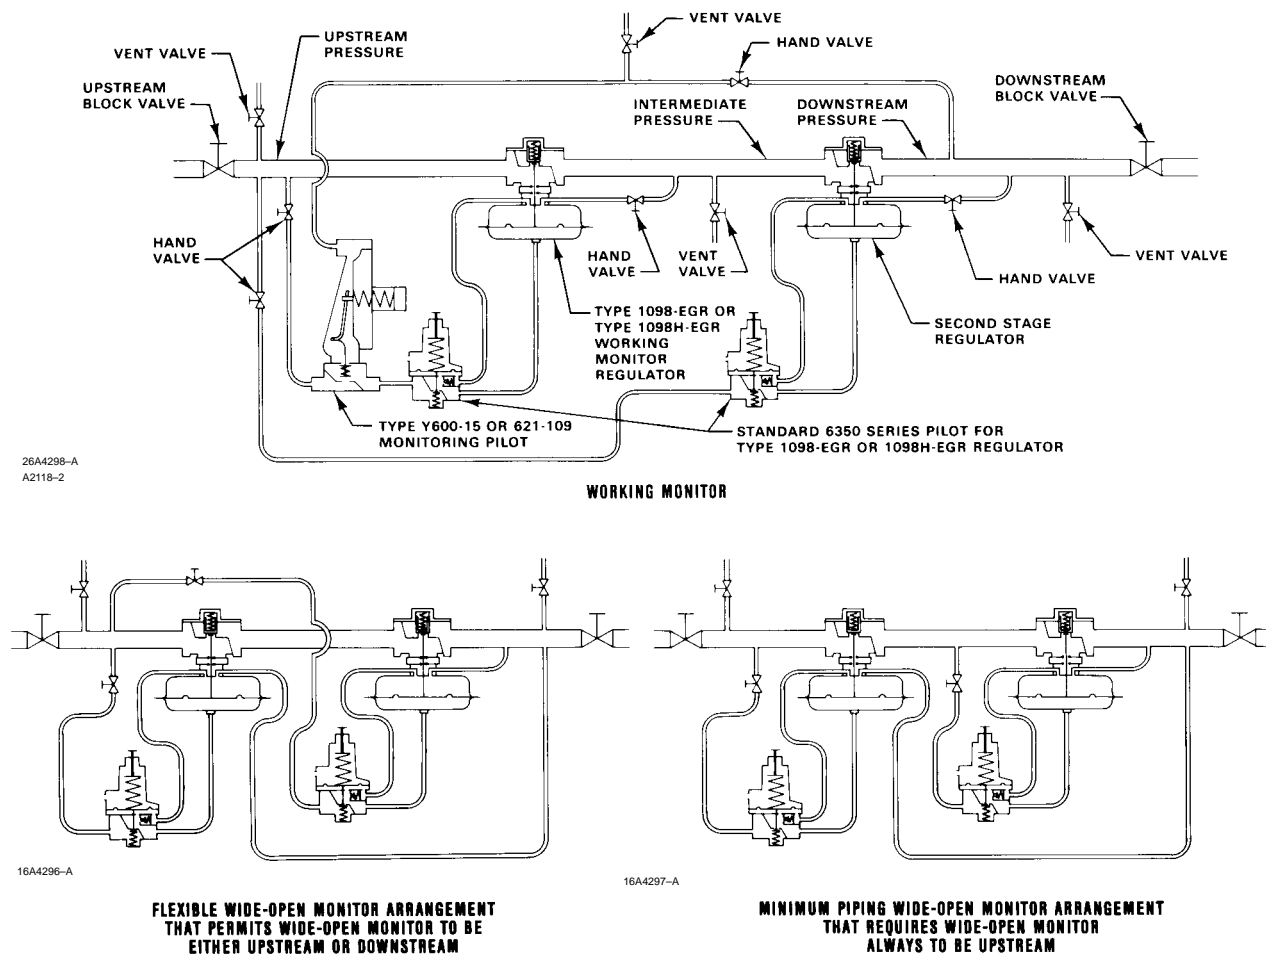 VENT VALVE
UPSTREAM
PRESSURE
VENT VALVE
HAND VALVE
UPSTREAM
BLOCK VALVE
INTERMEDIATE
PRESSURE
DOWNSTREAM
PRESSURE
DOWNSTREAM
BLOCK VALVE
HAND
VALVE
HAND
VALVE
VENT
VALVE
HAND VALVE
VENT VALVE
TYPE 1098-EGR OR
TYPE 1098H-EGR
WORKING
MONITOR
REGULATOR
SECOND STAGE
REGULATOR
TYPE Y600-15 OR 621-109
MONITORING PILOT
STANDARD 6350 SERIES PILOT FOR
TYPE 1098-EGR OR 1098H-EGR REGULATOR
26A4298–A
A2118–2
WORKING MONITOR
16A4296–A
FLEXIBLE WIDE-OPEN MONITOR ARRANGEMENT
THAT PERMITS WIDE-OPEN MONITOR TO BE
EITHER UPSTREAM OR DOWNSTREAM
16A4297–A
MINIMUM PIPING WIDE-OPEN MONITOR ARRANGEMENT
THAT REQUIRES WIDE-OPEN MONITOR
ALWAYS TO BE UPSTREAM